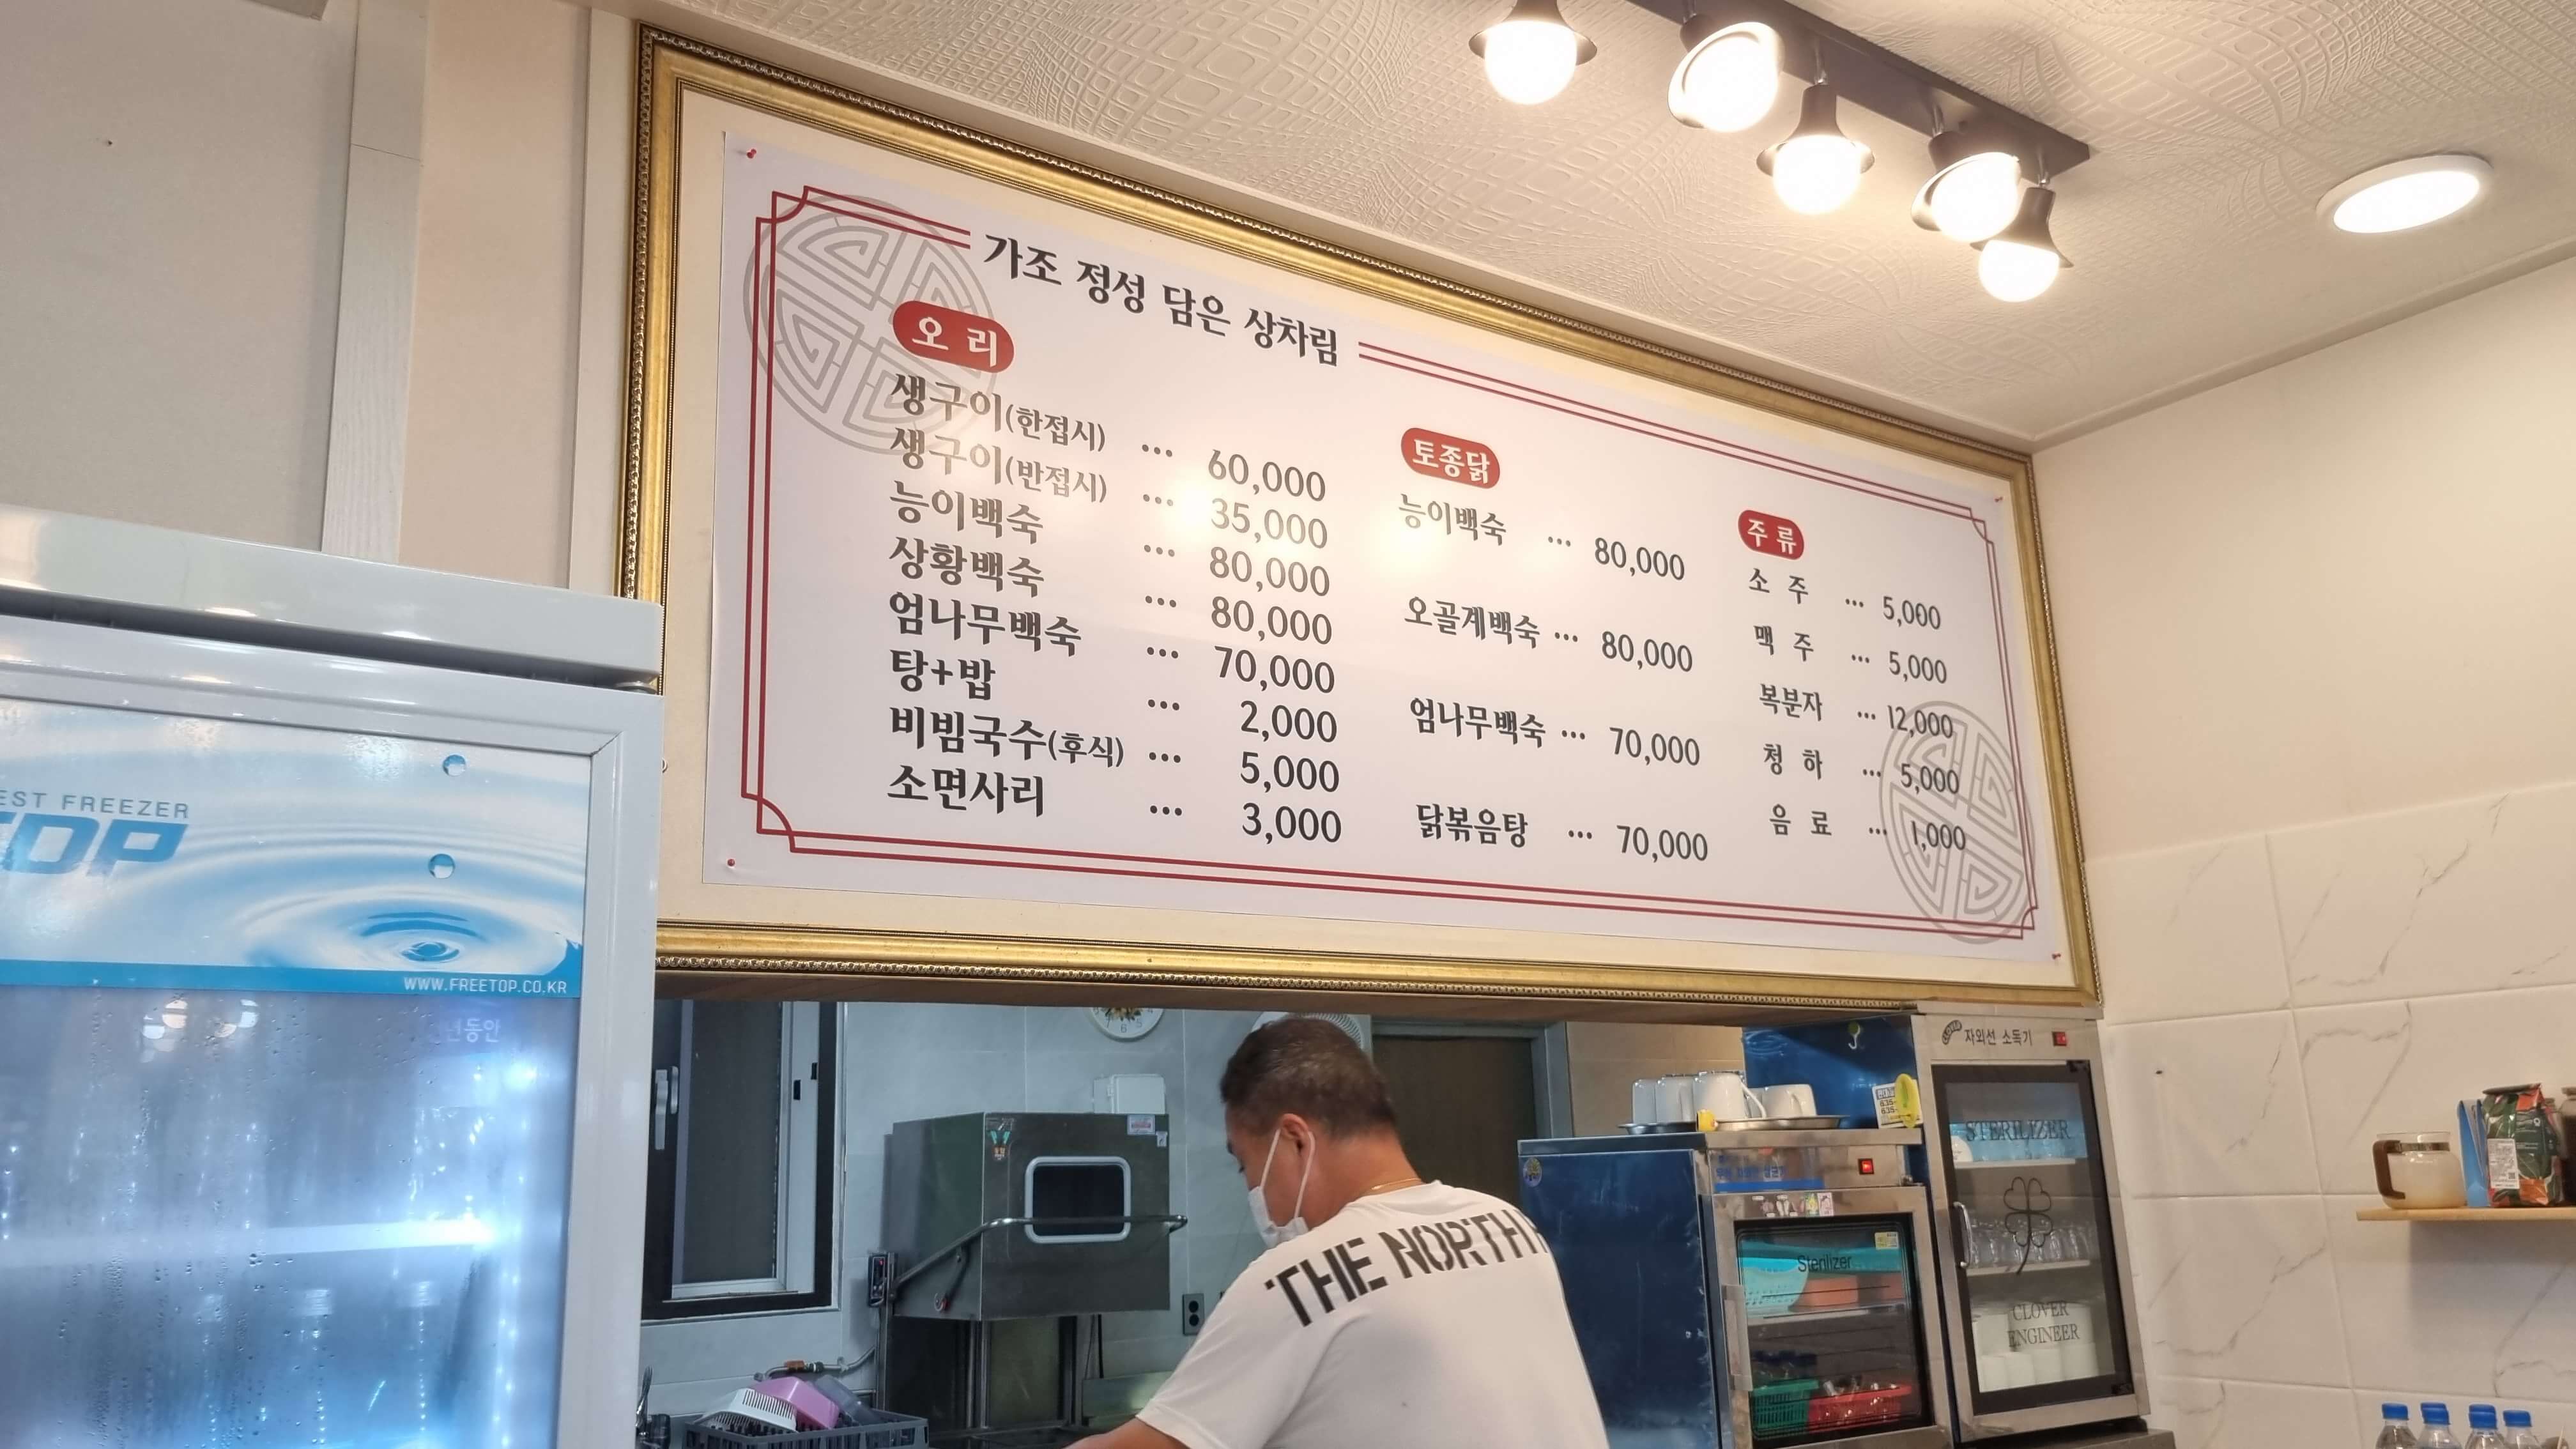 가조 정성 담은 상차림
오 리
생구이(한접시) ... 60,000
생구이(반접시) ... 35,000
능이백숙 ... 80,000
상황백숙 ... 80,000
엄나무백숙 ... 70,000
탕+밥 ... 2,000
비빔국수(후식) ... 5,000
소면사리 ... 3,000
토종닭
능이백숙 ... 80,000
오골계백숙 ... 80,000
엄나무백숙 ... 70,000
닭볶음탕 ... 70,000
주 류
소 주 ... 5,000
맥 주 ... 5,000
복분자 ... 12,000
청 하 ... 5,000
음 료 ... 1,000
EST FREEZER
TOP
WWW.FREETOP.CO.KR
년동안
THE NORTH
자외선 소독기
STERILIZER
CLOVER
ENGINEER
Sterilizer